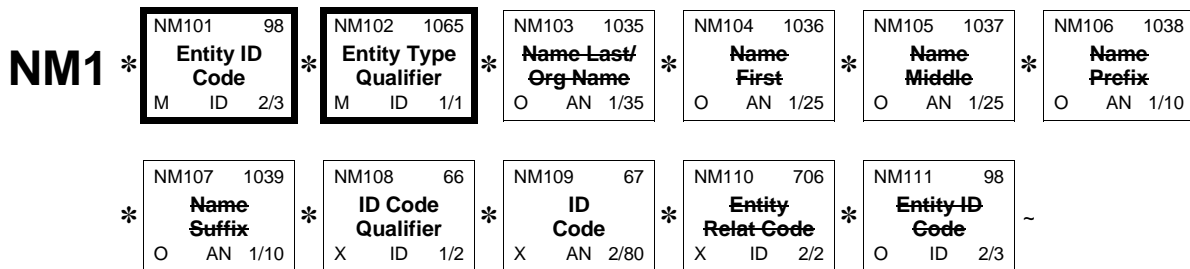 NM101 98 NM102 1065 NM103 1035 NM104 1036 NM105 1037 NM106 1038
NM1 * Entity ID * Entity Type * Name Last/ * Name * Name * Name
Code Qualifier Org Name First Middle Prefix
M ID 2/3 M ID 1/1 O AN 1/35 O AN 1/25 O AN 1/25 O AN 1/10
NM107 1039 NM108 66 NM109 67 NM110 706 NM111 98
* Name * ID Code * ID * Entity * Entity ID ~
Suffix Qualifier Code Relat Code Code
O AN 1/10 X ID 1/2 X AN 2/80 X ID 2/2 O ID 2/3